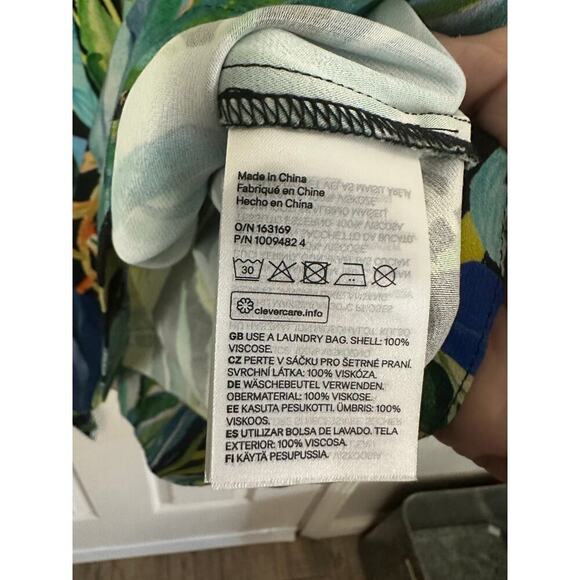 Made in China
Fabriqué en Chine
Hecho en China
O/N 163169
P/N 1009482 4
30
clevercare.info
GB USE A LAUNDRY BAG. SHELL: 100%
VISCOSE.
CZ PERTE V SÁČKU PRO ŠETRNÉ PRANÍ.
SVRCHNÍ LÁTKA: 100% VISKÓZA.
DE WÄSCHEBEUTEL VERWENDEN.
OBERMATERIAL: 100% VISKOSE.
EE KASUTA PESUKOTTI. ÜMBRIS: 100%
VISKOOS.
ES UTILIZAR BOLSA DE LAVADO. TELA
EXTERIOR: 100% VISCOSA.
FI KÄYTÄ PESUPUSSIA.